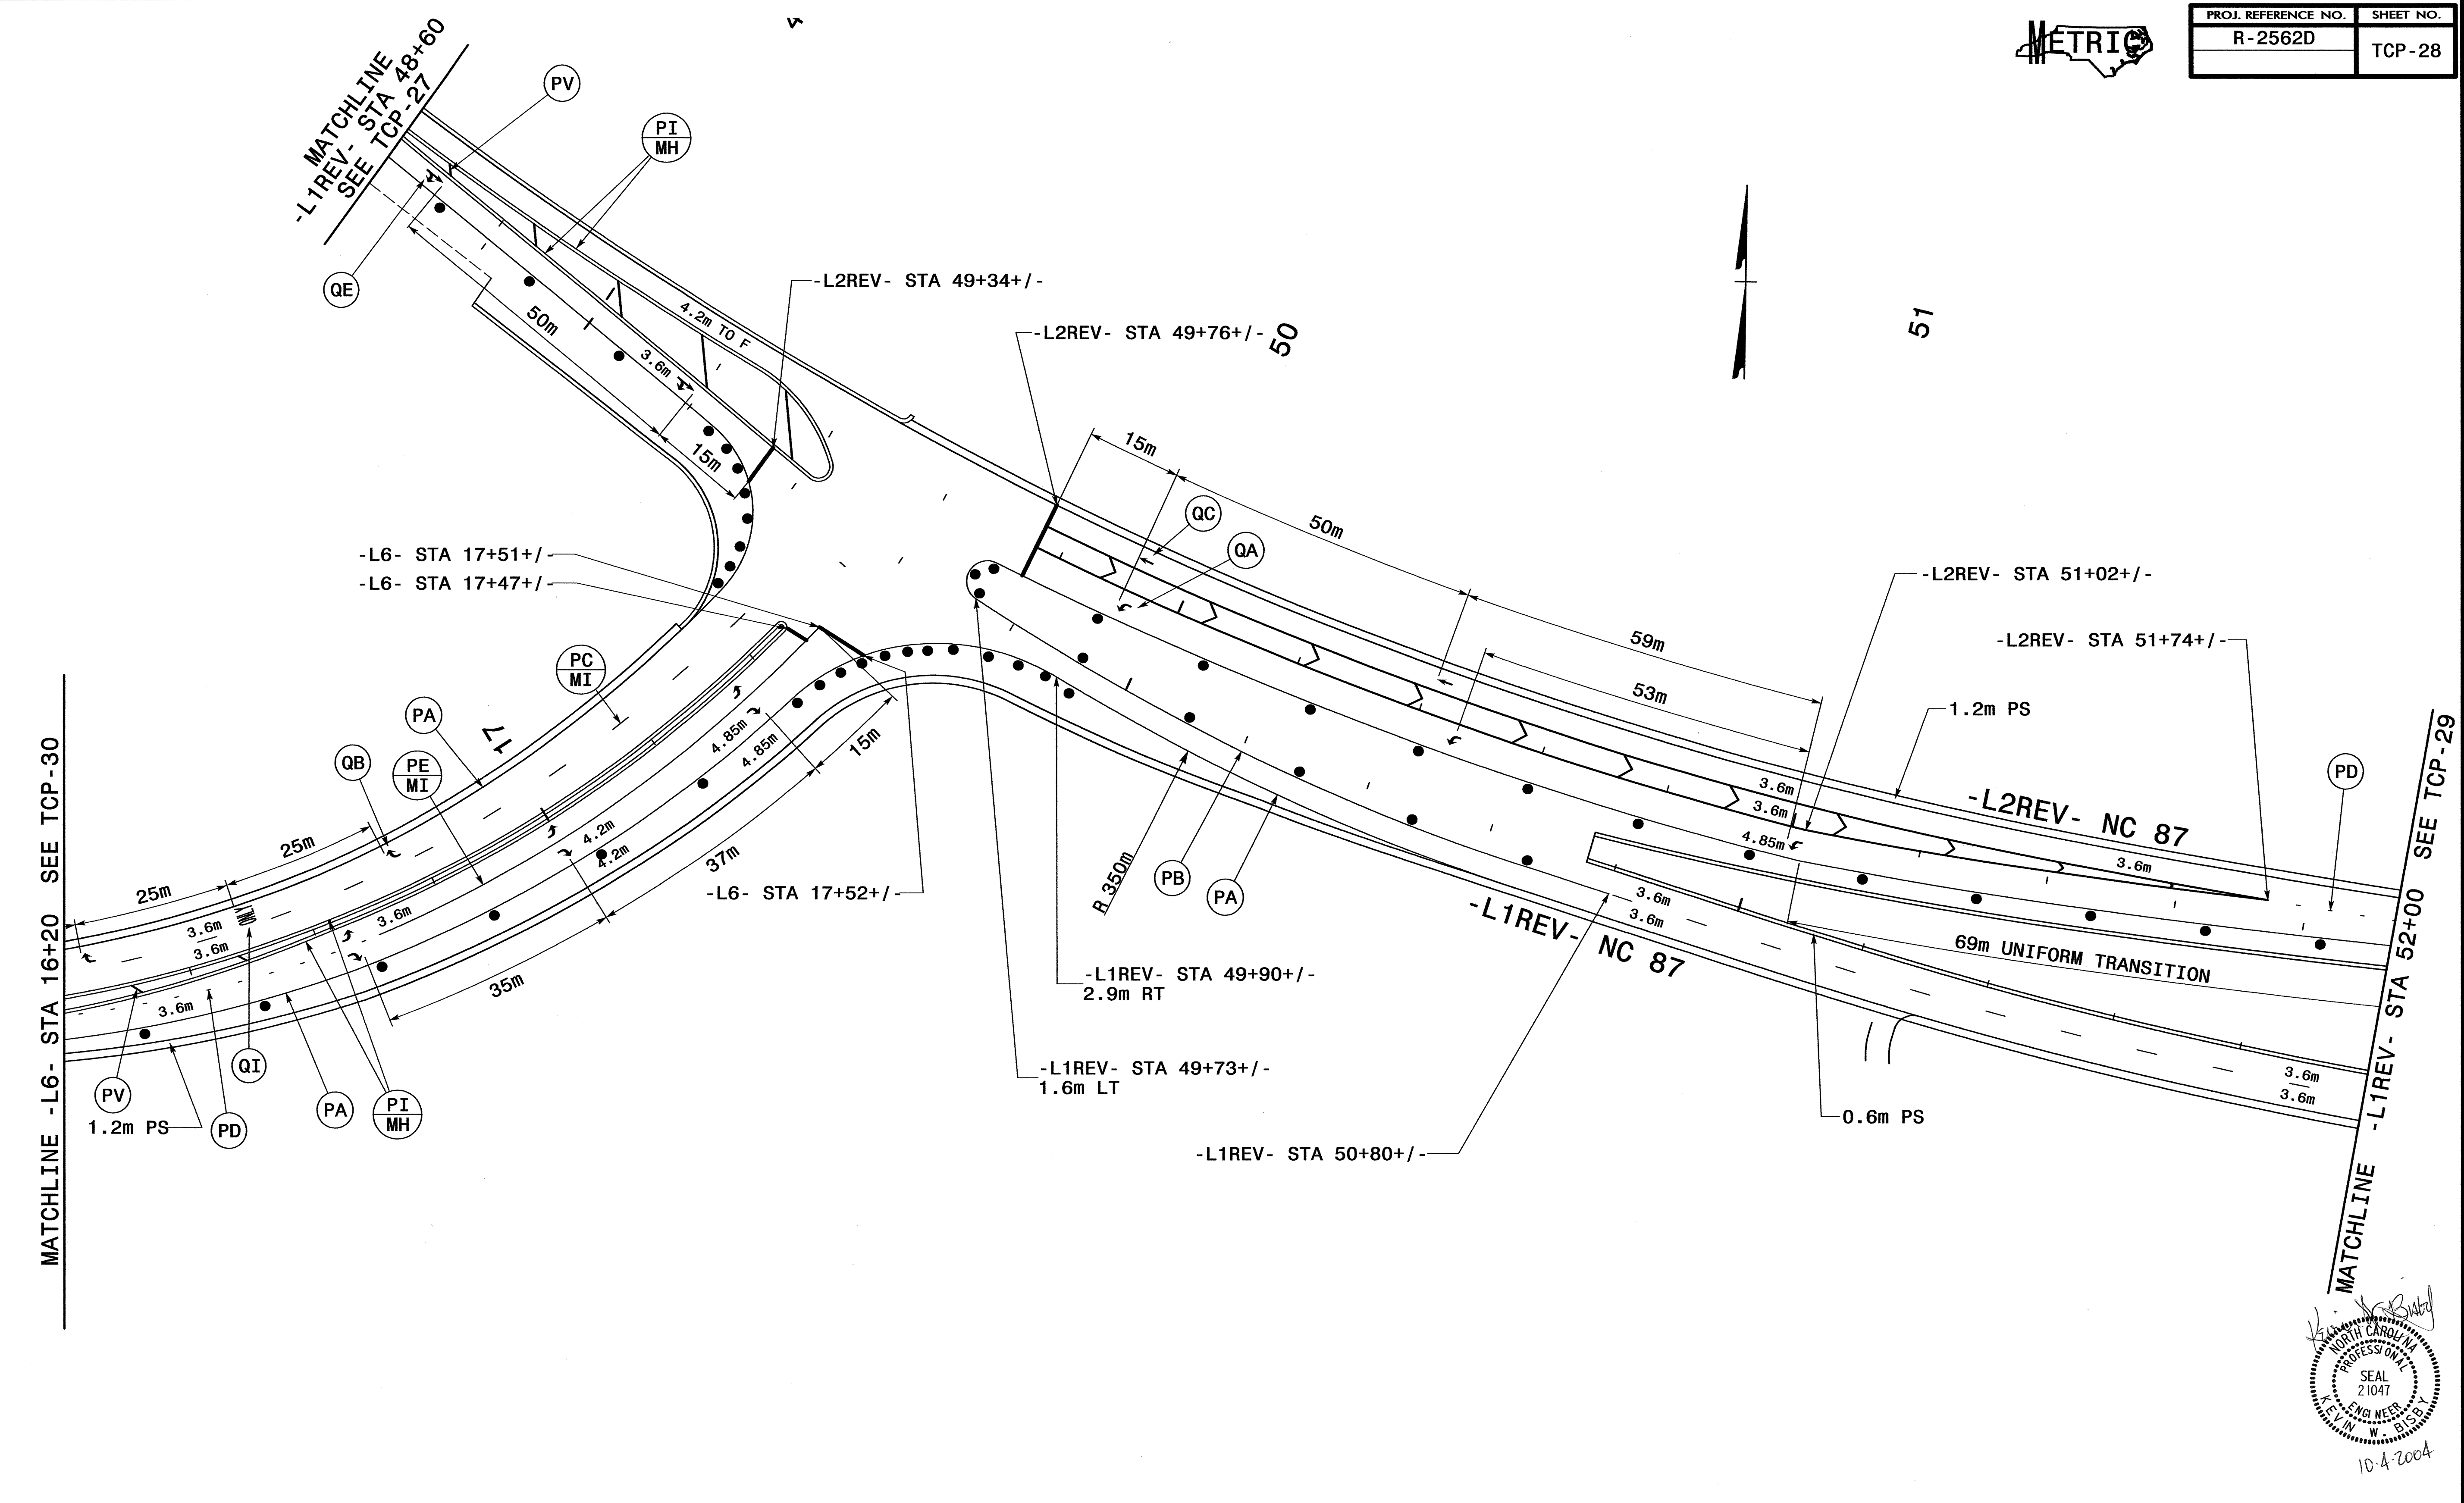 METRIC
PROJ. REFERENCE NO.
SHEET NO.
R-2562D
TCP-28
MATCHLINE
-L1REV- STA 48+60
SEE TCP-27
PV
PI
MH
QE
50m
3.6m
15m
4.2m TO F
-L2REV- STA 49+34+/-
-L2REV- STA 49+76+/-
50
51
15m
50m
QC
QA
59m
53m
-L2REV- STA 51+02+/-
-L2REV- STA 51+74+/-
1.2m PS
PD
-L6- STA 17+51+/-
-L6- STA 17+47+/-
PC
MI
PA
17
QB
PE
MI
4.85m
4.85m
15m
25m
25m
ONLY
3.6m
3.6m
3.6m
4.2m
4.2m
37m
35m
3.6m
-L6- STA 17+52+/-
R 350m
PB
PA
3.6m
3.6m
4.85m
3.6m
-L2REV- NC 87
3.6m
3.6m
-L1REV- NC 87
69m UNIFORM TRANSITION
-L1REV- STA 49+90+/-
2.9m RT
-L1REV- STA 49+73+/-
1.6m LT
-L1REV- STA 50+80+/-
0.6m PS
3.6m
3.6m
PV
1.2m PS
PD
QI
PA
PI
MH
MATCHLINE -L6- STA 16+20 SEE TCP-30
MATCHLINE -L1REV- STA 52+00 SEE TCP-29
NORTH CAROLINA
PROFESSIONAL
SEAL
21047
ENGINEER
KEVIN W. BISBY
10-4-2004